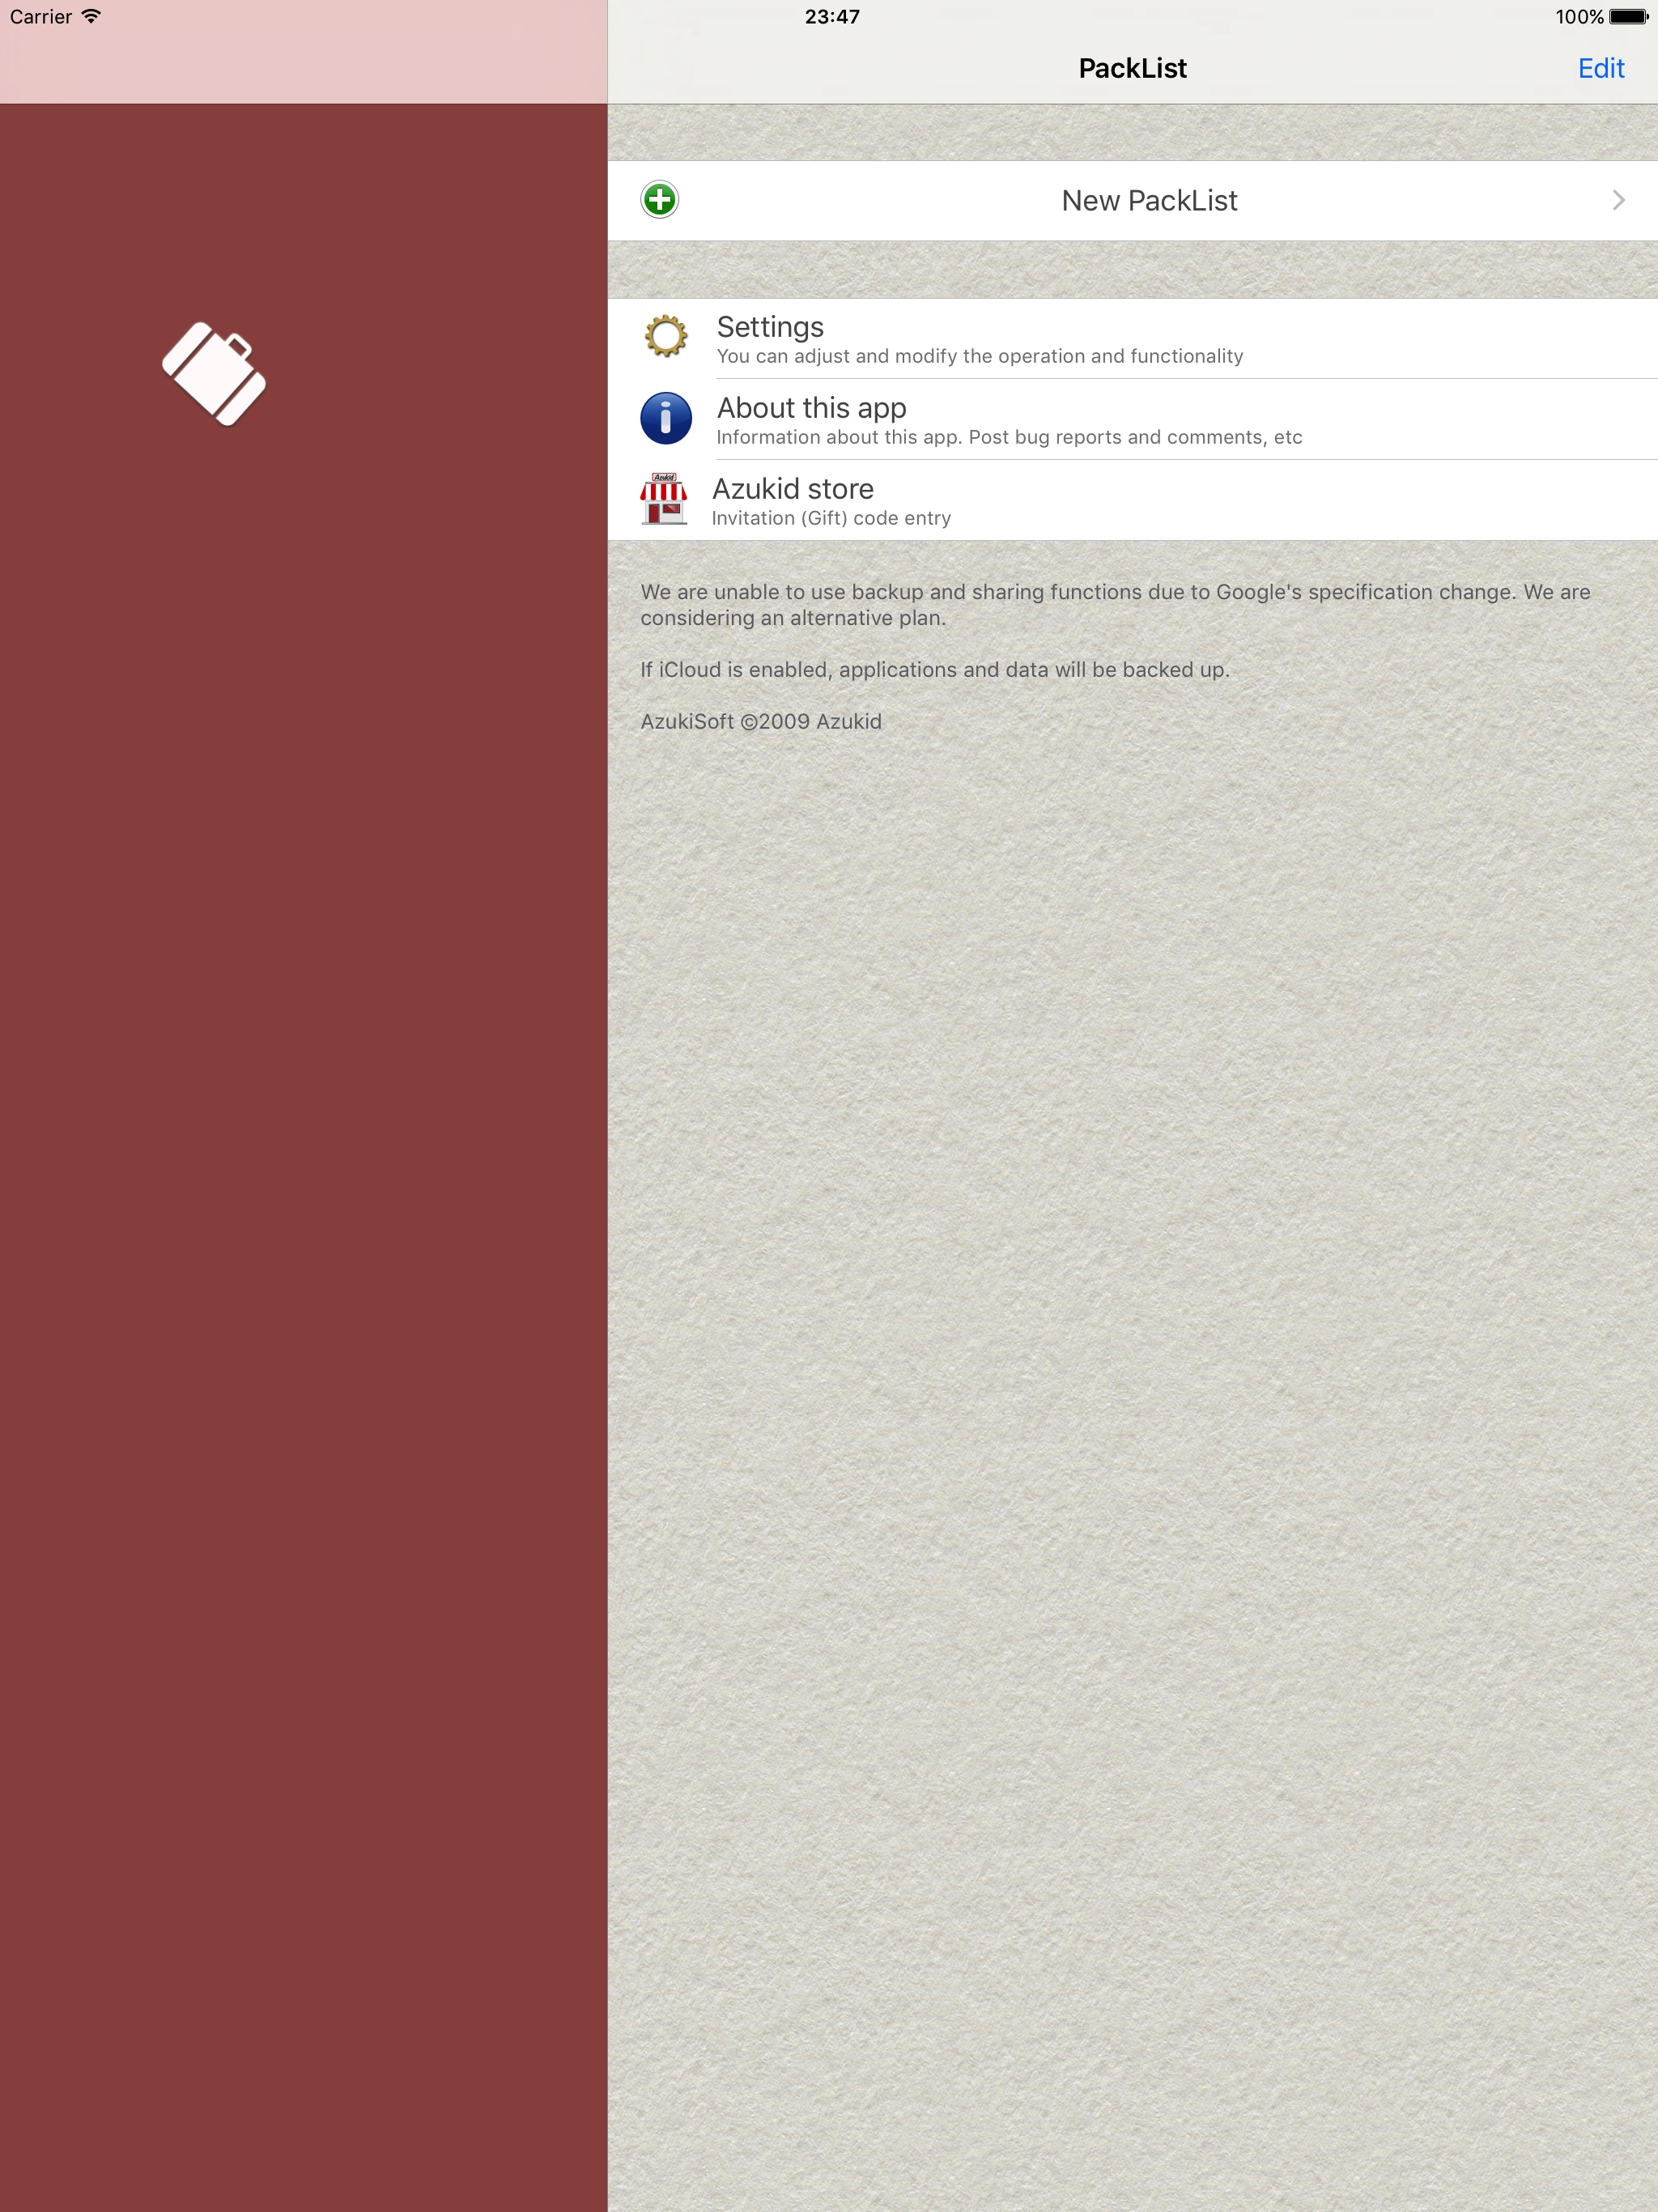 Carrier 23:47 100%
PackList Edit
New PackList
Settings
You can adjust and modify the operation and functionality
About this app
Information about this app. Post bug reports and comments, etc
Azukid
Azukid store
Invitation (Gift) code entry
We are unable to use backup and sharing functions due to Google's specification change. We are
considering an alternative plan.
If iCloud is enabled, applications and data will be backed up.
AzukiSoft ©2009 Azukid